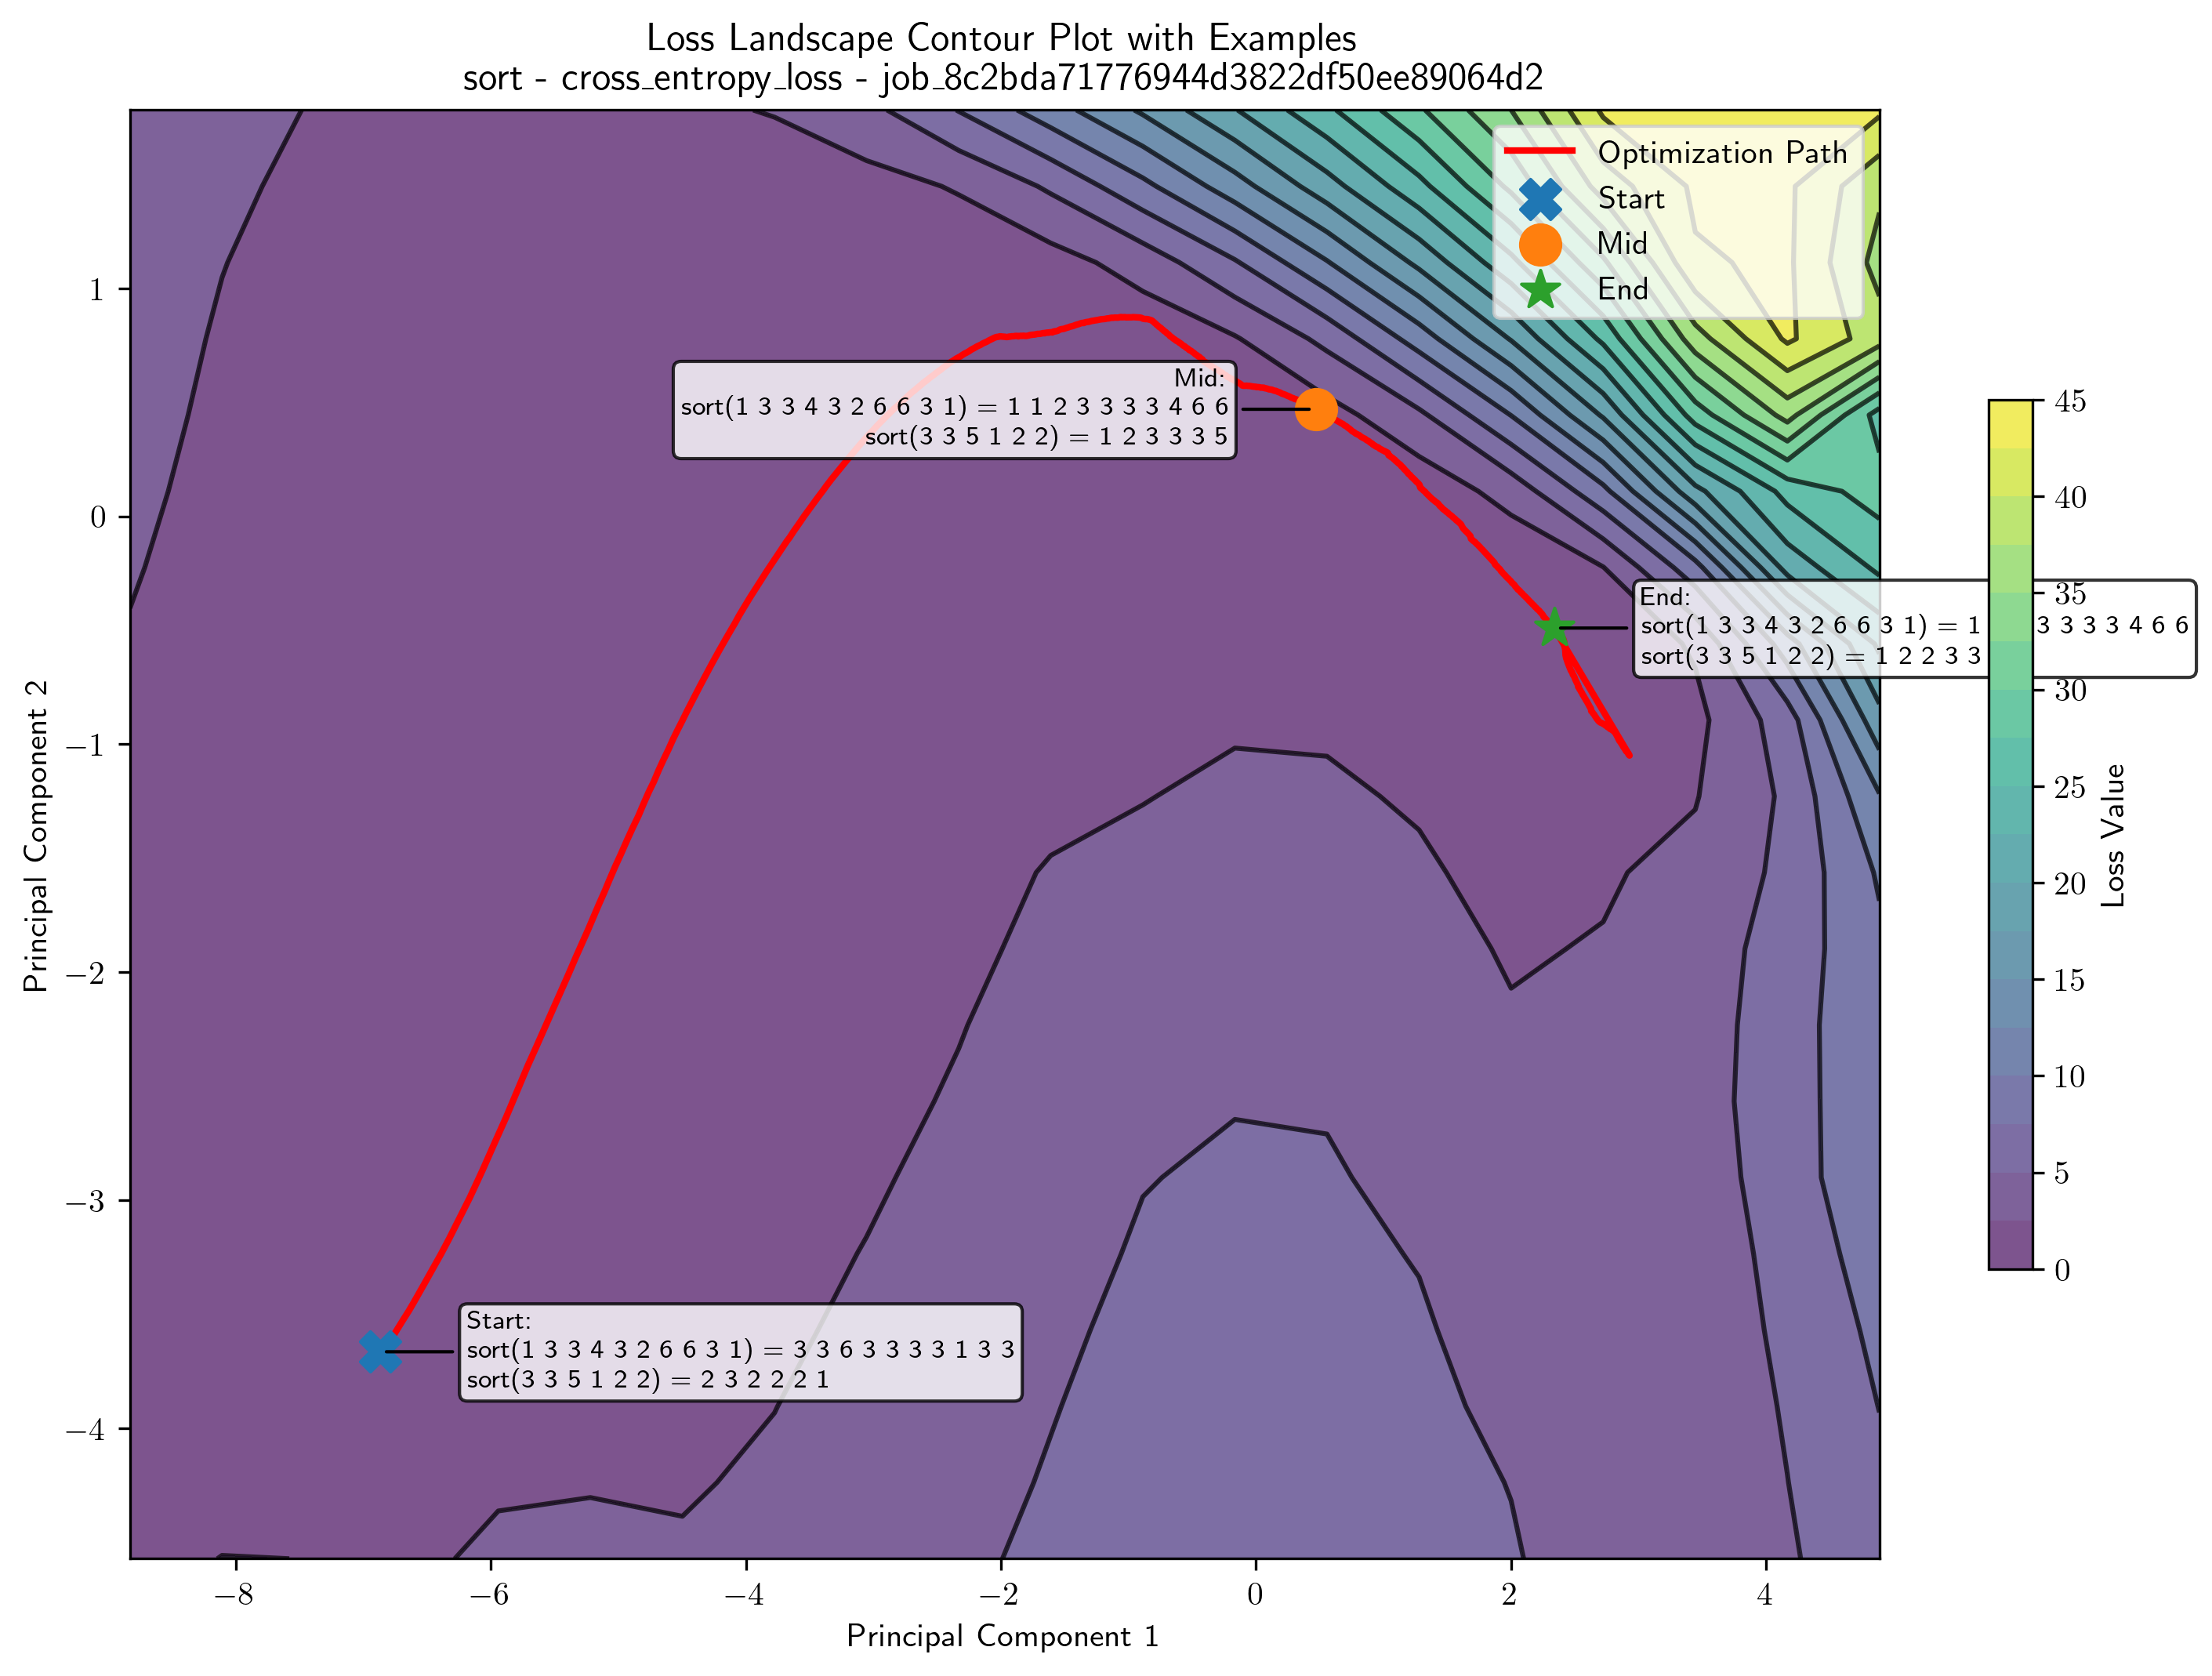 Loss Landscape Contour Plot with Examples
sort - cross_entropy_loss - job_8c2bda71776944d3822df50ee89064d2
Optimization Path
Start
Mid
End
Mid:
sort(1 3 3 4 3 2 6 6 3 1) = 1 1 2 3 3 3 3 4 6 6
sort(3 3 5 1 2 2) = 1 2 3 3 3 5
End:
sort(1 3 3 4 3 2 6 6 3 1) = 1 3 3 3 3 4 6 6
sort(3 3 5 1 2 2) = 1 2 2 3 3
Start:
sort(1 3 3 4 3 2 6 6 3 1) = 3 3 6 3 3 3 3 1 3 3
sort(3 3 5 1 2 2) = 2 3 2 2 2 1
1
0
−1
−2
−3
−4
Principal Component 2
−8
−6
−4
−2
0
2
4
Principal Component 1
45
40
35
30
25
20
15
10
5
0
Loss Value